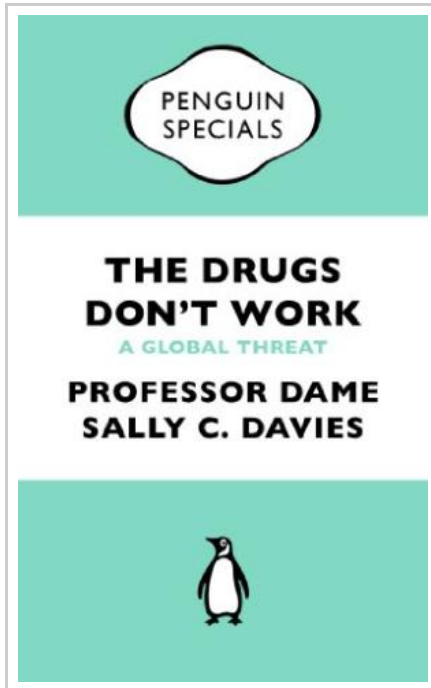 PENGUIN
SPECIALS
THE DRUGS
DON'T WORK
A GLOBAL THREAT
PROFESSOR DAME
SALLY C. DAVIES